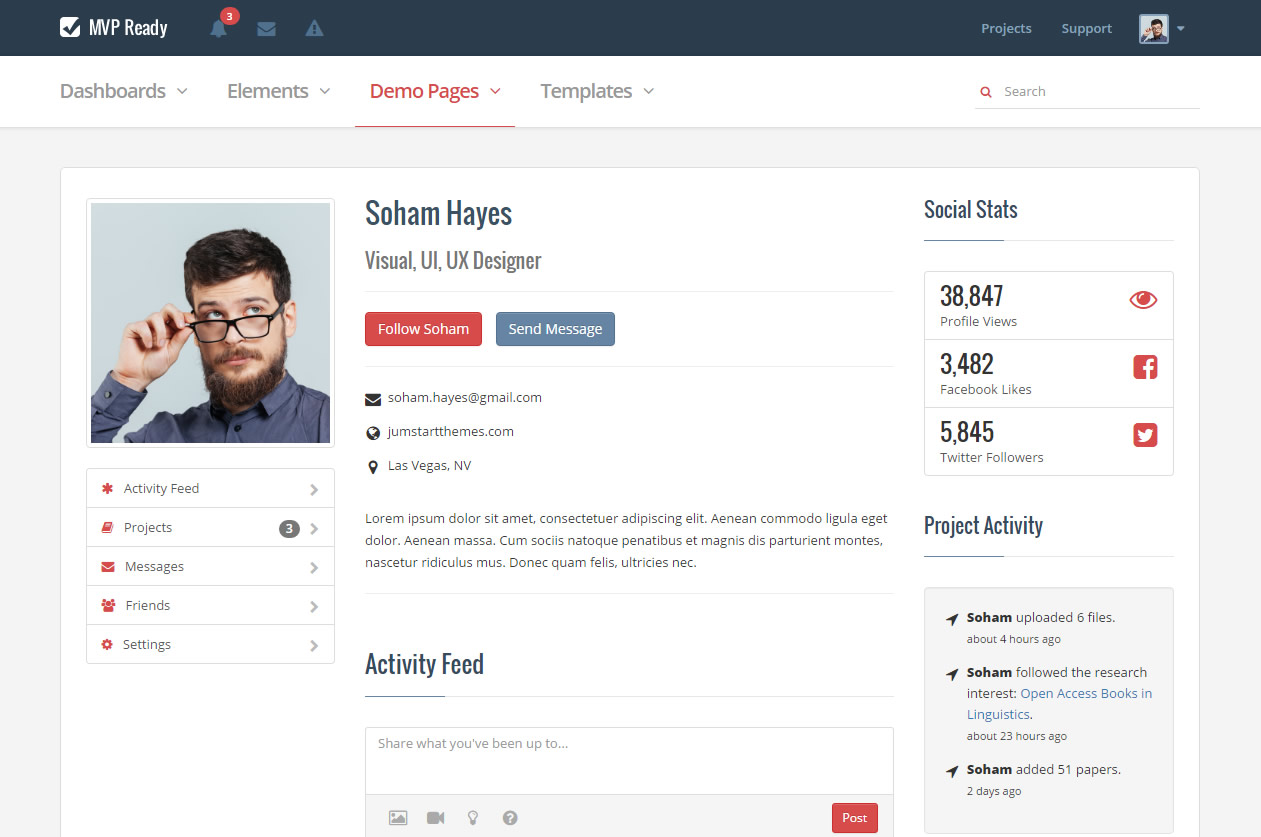 MVP Ready
3
Projects
Support
Dashboards
Elements
Demo Pages
Templates
Search
Soham Hayes
Visual, UI, UX Designer
Follow Soham
Send Message
soham.hayes@gmail.com
jumstartthemes.com
Las Vegas, NV
Lorem ipsum dolor sit amet, consectetuer adipiscing elit. Aenean commodo ligula eget
dolor. Aenean massa. Cum sociis natoque penatibus et magnis dis parturient montes,
nascetur ridiculus mus. Donec quam felis, ultricies nec.
Activity Feed
Projects
3
Messages
Friends
Settings
Activity Feed
Share what you've been up to...
Post
Social Stats
38,847
Profile Views
3,482
Facebook Likes
5,845
Twitter Followers
Project Activity
Soham uploaded 6 files.
about 4 hours ago
Soham followed the research
interest: Open Access Books in
Linguistics.
about 23 hours ago
Soham added 51 papers.
2 days ago